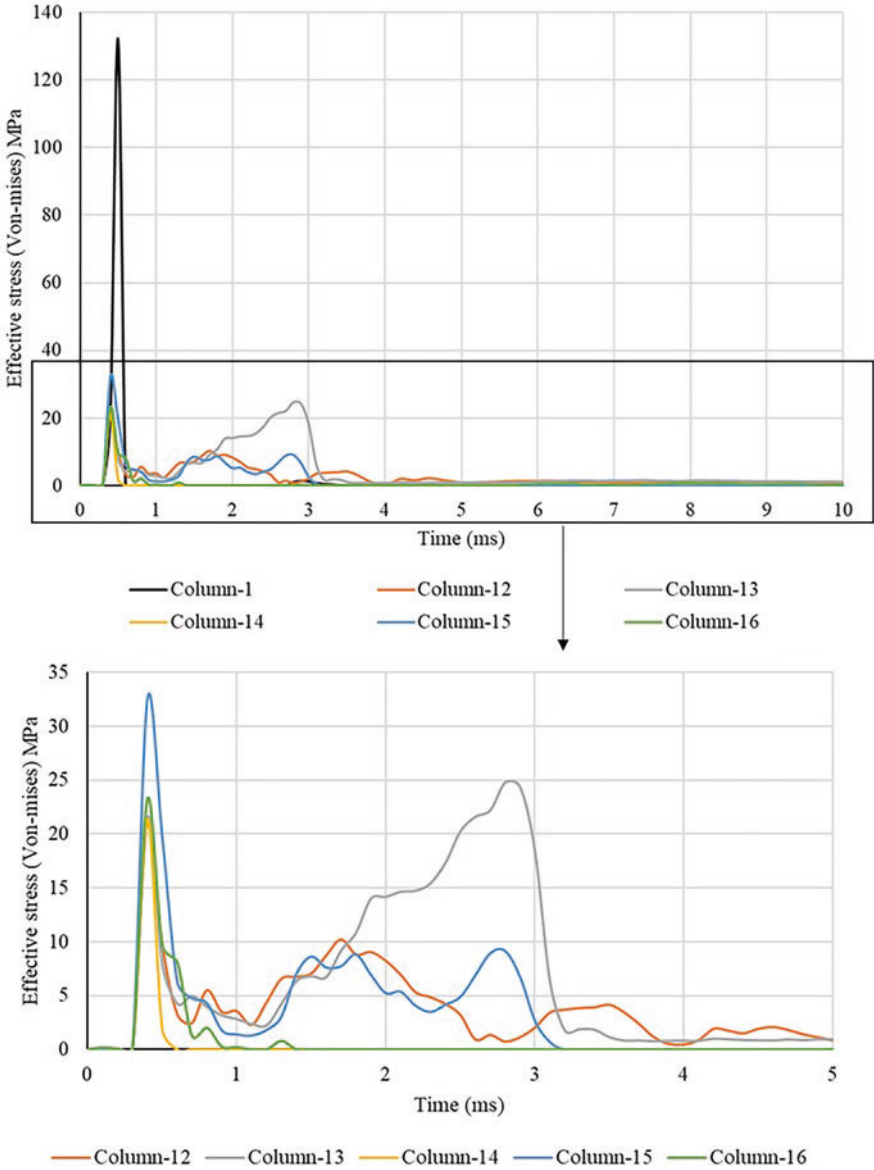 140
120
100
80
60
40
20
0
Effective stress (Von-mises) MPa
0 1 2 3 4 5 6 7 8 9 10
Time (ms)
Column-1 Column-12 Column-13
Column-14 Column-15 Column-16
35
30
25
20
15
10
5
0
Effective stress (Von-mises) MPa
0 1 2 3 4 5
Time (ms)
Column-12 Column-13 Column-14 Column-15 Column-16